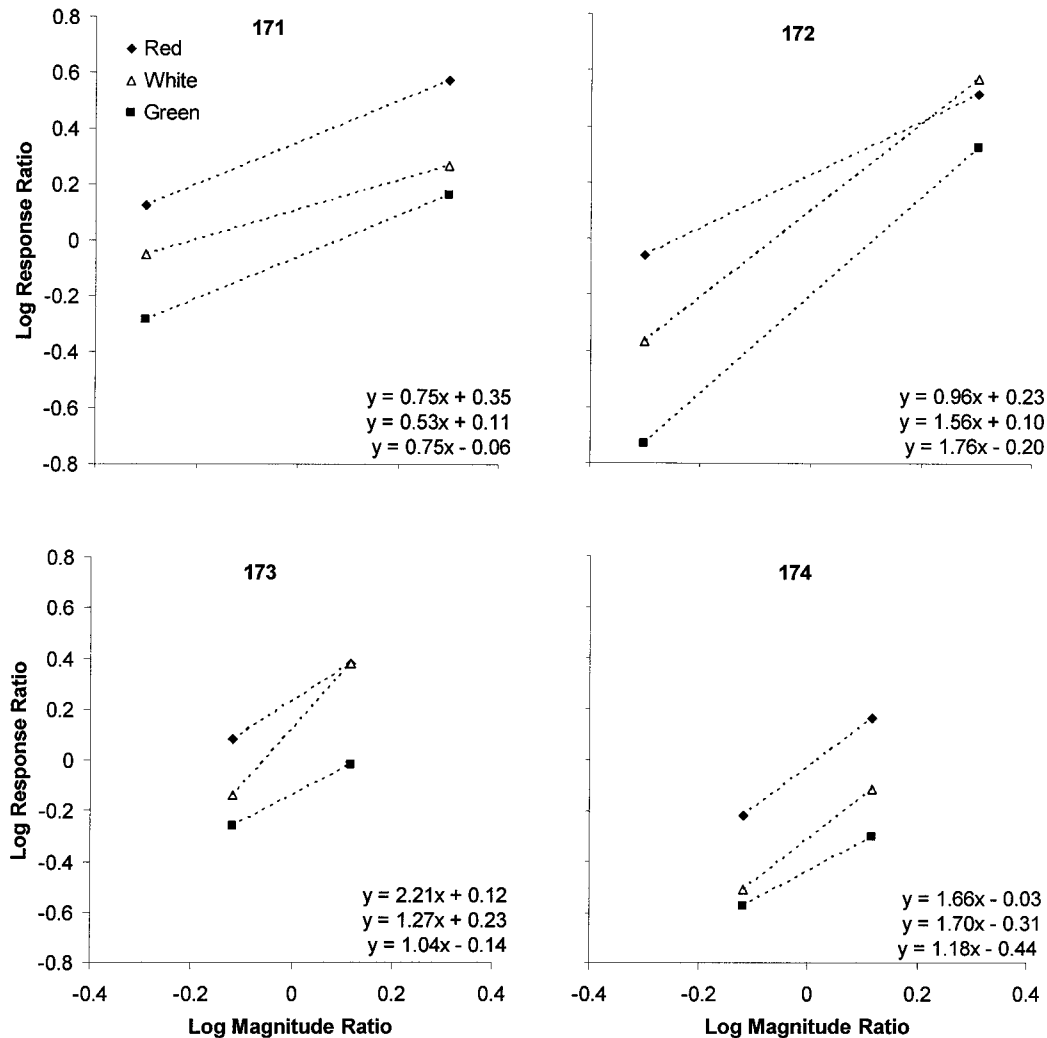 171
Red
White
Green
0.8
0.6
0.4
0.2
0
-0.2
-0.4
-0.6
-0.8
Log Response Ratio
y = 0.75x + 0.35
y = 0.53x + 0.11
y = 0.75x - 0.06
172
y = 0.96x + 0.23
y = 1.56x + 0.10
y = 1.76x - 0.20
173
0.8
0.6
0.4
0.2
0
-0.2
-0.4
-0.6
-0.8
Log Response Ratio
y = 2.21x + 0.12
y = 1.27x + 0.23
y = 1.04x - 0.14
-0.4 -0.2 0 0.2 0.4
Log Magnitude Ratio
174
y = 1.66x - 0.03
y = 1.70x - 0.31
y = 1.18x - 0.44
-0.4 -0.2 0 0.2 0.4
Log Magnitude Ratio